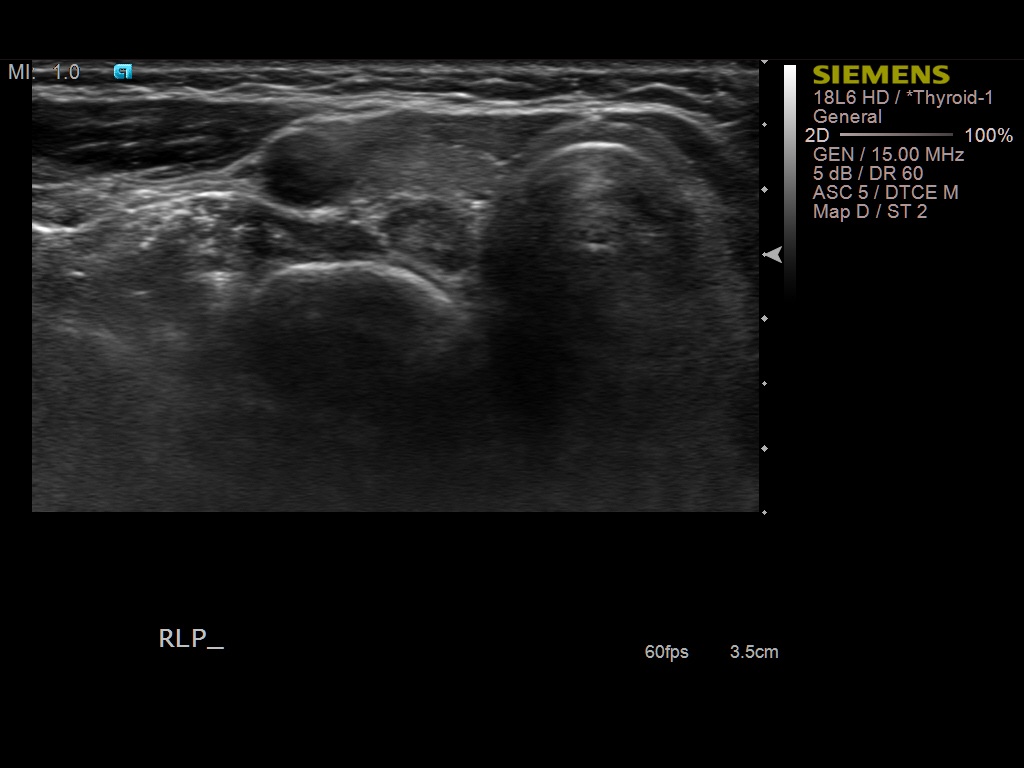 MI: 1.0
SIEMENS
18L6 HD / *Thyroid-1
General
2D 100%
GEN / 15.00 MHz
5 dB / DR 60
ASC 5 / DTCE M
Map D / ST 2
RLP_
60fps 3.5cm